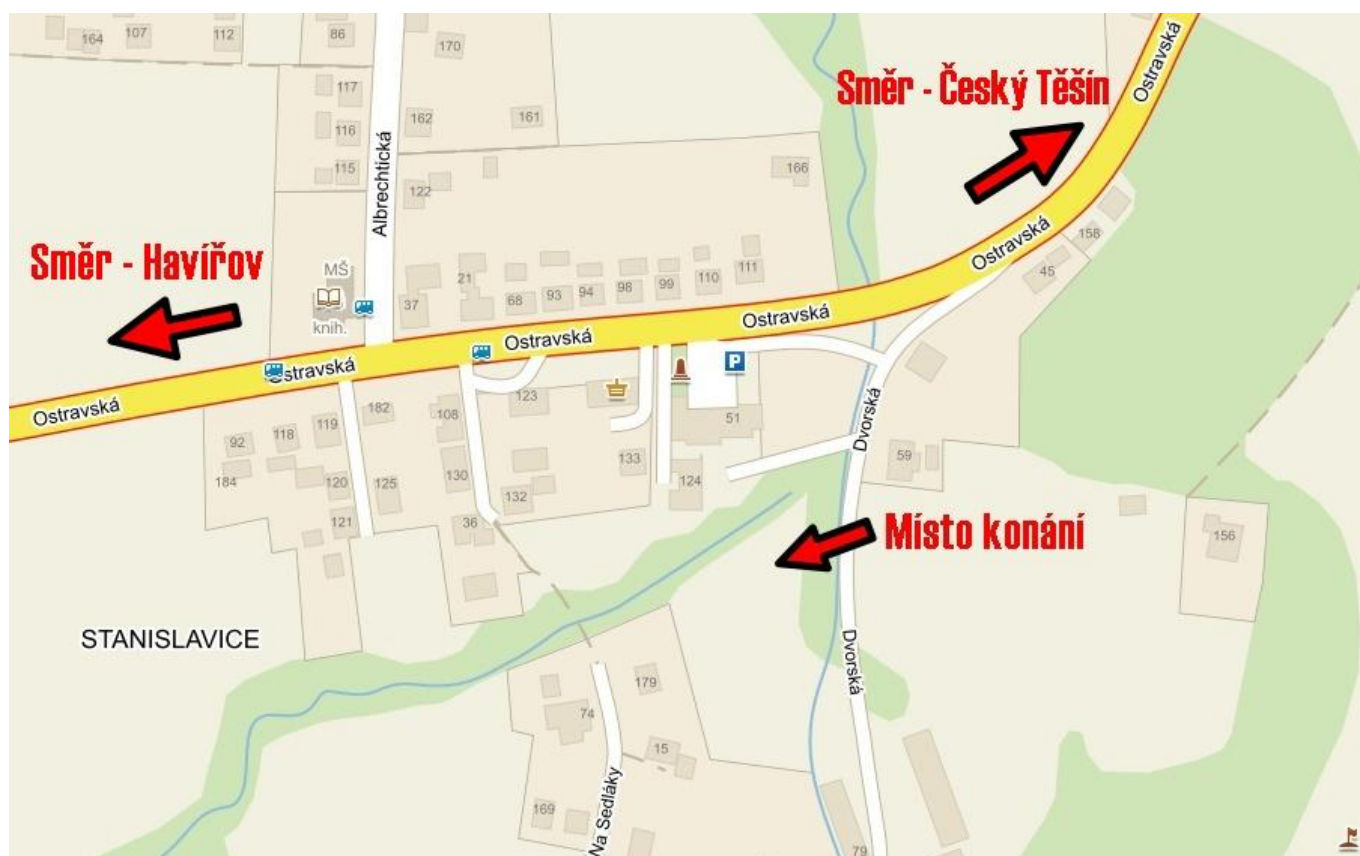 164
107
112
86
170
Ostravská
117
Směr - Český Těšín
116
162
161
Albrechtická
115
166
122
Ostravská
158
Směr - Havířov
MŠ
knih.
37
21
68
93
94
98
99
110
111
45
Ostravská
Ostravská
Ostravská
P
Ostravská
182
108
123
51
Dvorská
92
118
119
59
184
120
125
130
133
124
132
121
36
Místo konání
156
STANISLAVICE
Dvorská
179
74
15
Na Sedláky
169
79